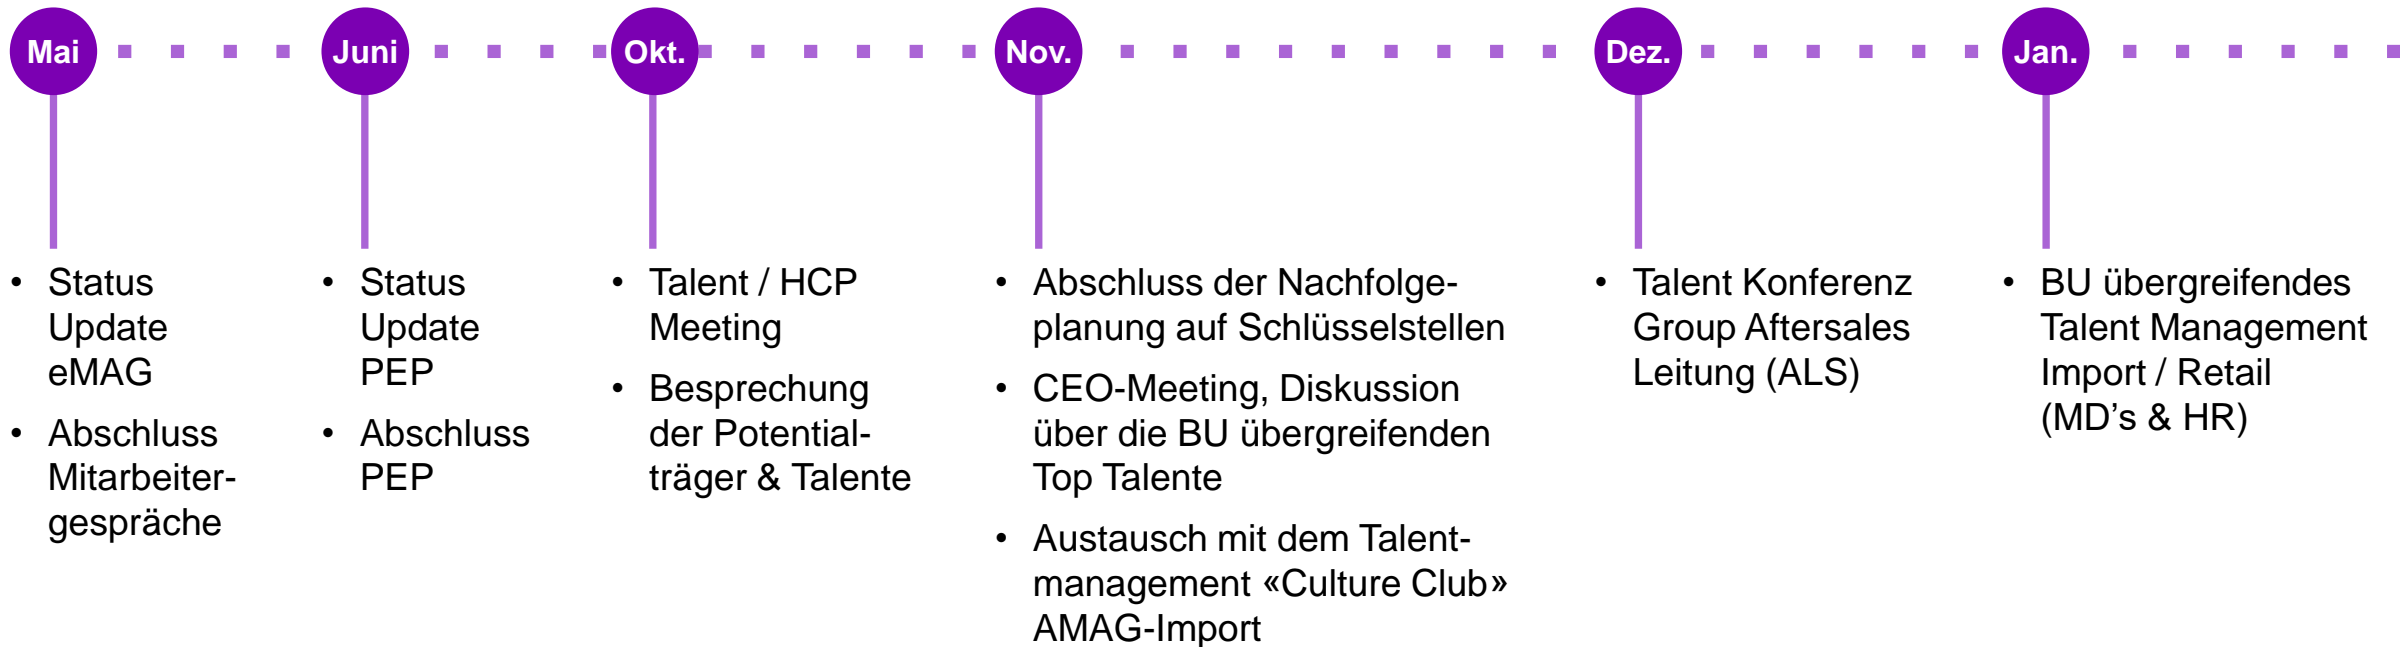 Mai
Juni
Okt.
Nov.
Dez.
Jan.
• Status
Update
eMAG
• Abschluss
Mitarbeiter-
gespräche
• Status
Update
PEP
• Abschluss
PEP
• Talent / HCP
Meeting
• Besprechung
der Potential-
träger & Talente
• Abschluss der Nachfolge-
planung auf Schlüsselstellen
• CEO-Meeting, Diskussion
über die BU übergreifenden
Top Talente
• Austausch mit dem Talent-
management «Culture Club»
AMAG-Import
• Talent Konferenz
Group Aftersales
Leitung (ALS)
• BU übergreifendes
Talent Management
Import / Retail
(MD’s & HR)